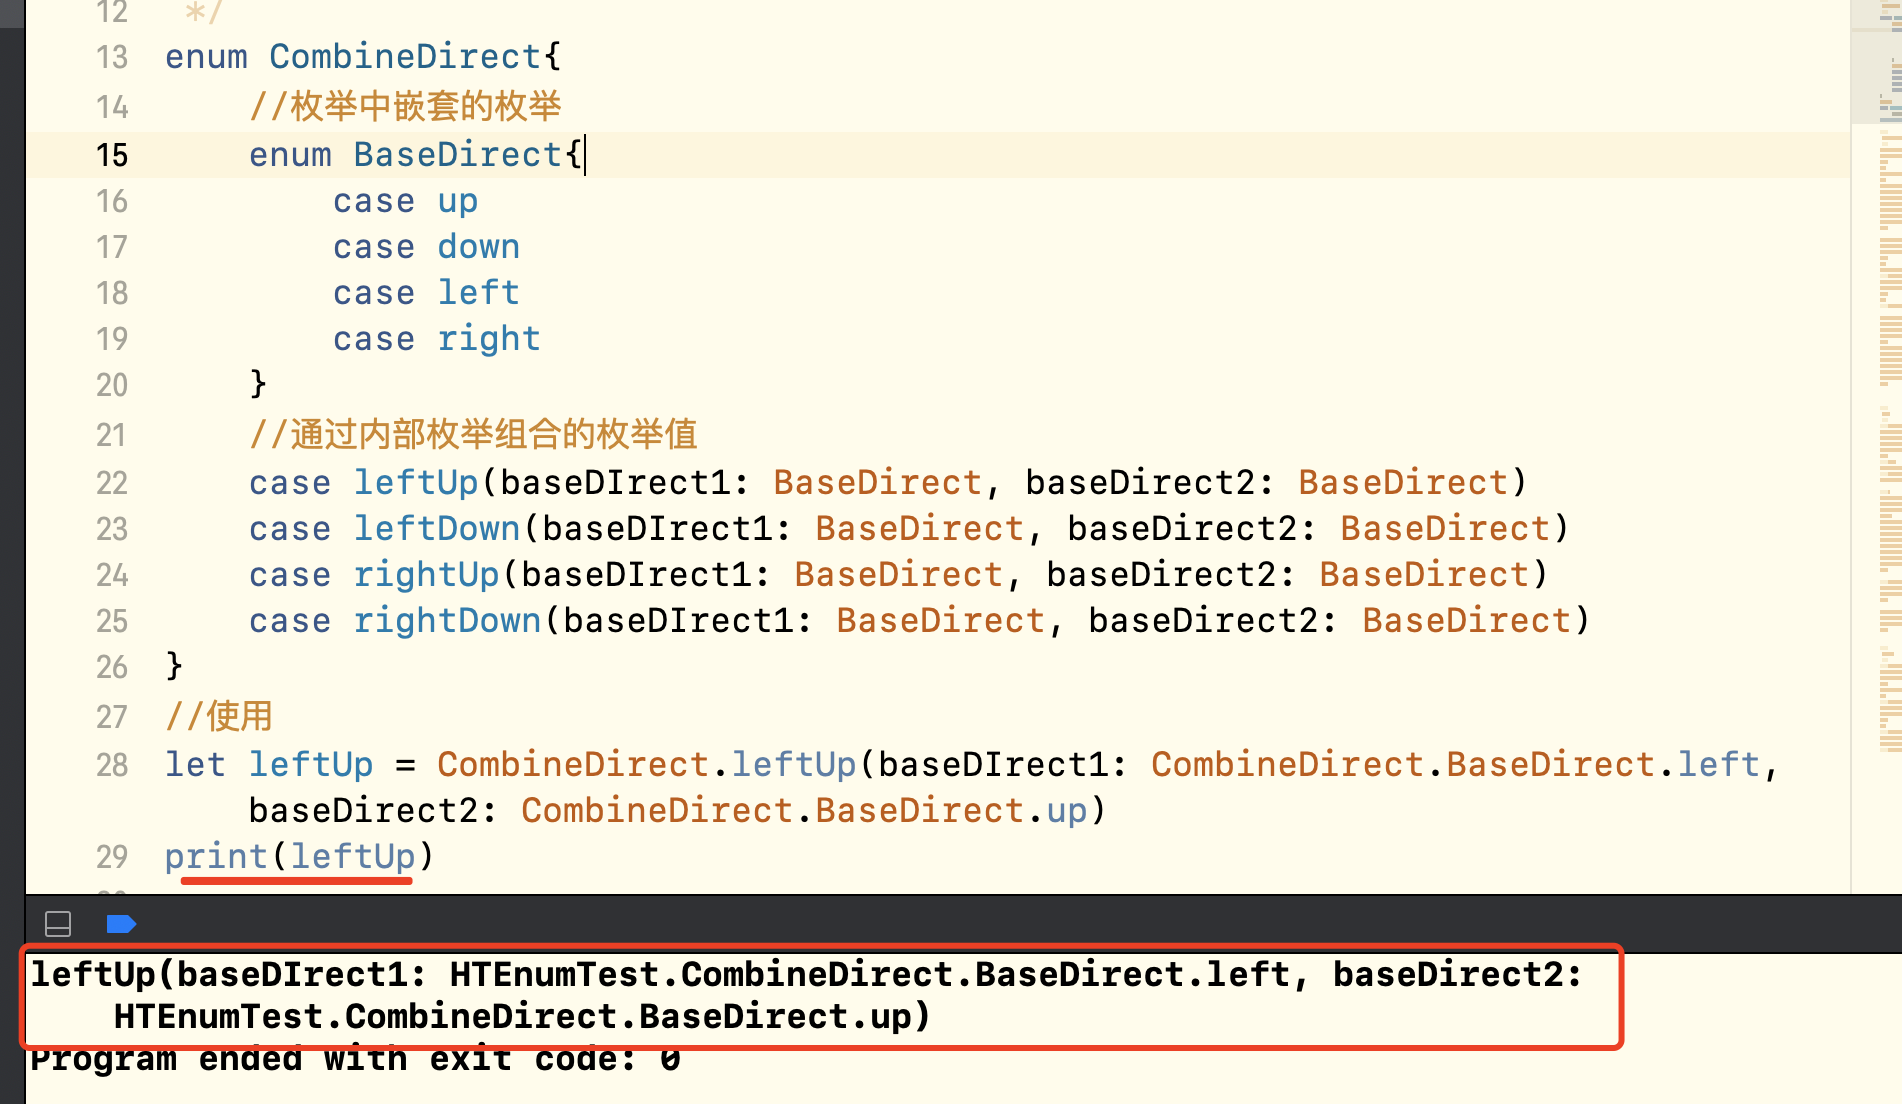 12 */
13 enum CombineDirect{
14 //枚举中嵌套的枚举
15 enum BaseDirect{
16 case up
17 case down
18 case left
19 case right
20 }
21 //通过内部枚举组合的枚举值
22 case leftUp(baseDIrect1: BaseDirect, baseDirect2: BaseDirect)
23 case leftDown(baseDIrect1: BaseDirect, baseDirect2: BaseDirect)
24 case rightUp(baseDIrect1: BaseDirect, baseDirect2: BaseDirect)
25 case rightDown(baseDIrect1: BaseDirect, baseDirect2: BaseDirect)
26 }
27 //使用
28 let leftUp = CombineDirect.leftUp(baseDIrect1: CombineDirect.BaseDirect.left,
baseDirect2: CombineDirect.BaseDirect.up)
29 print(leftUp)
leftUp(baseDIrect1: HTEnumTest.CombineDirect.BaseDirect.left, baseDirect2:
HTEnumTest.CombineDirect.BaseDirect.up)
Program ended with exit code: 0